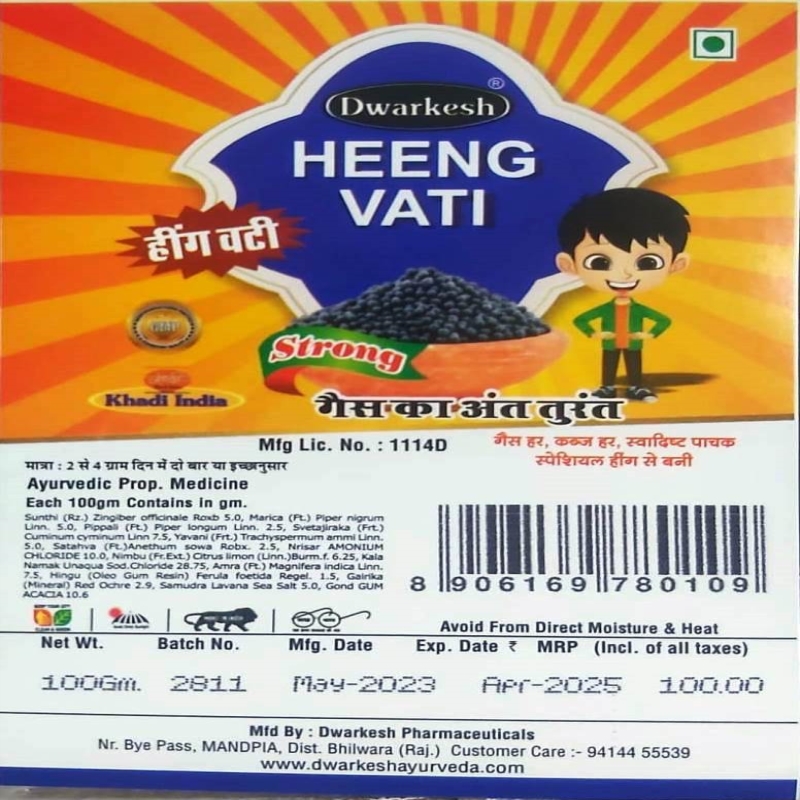 Dwarkesh ®
HEENG
VATI
हींग वटी
GMP
Strong
Khadi India
गैस का अंत तुरंत
Mfg Lic. No. : 1114D
गैस हर, कब्ज हर, स्वादिष्ट पाचक
स्पेशियल हींग से बनी
मात्रा : 2 से 4 ग्राम दिन में दो बार या इच्छानुसार
Ayurvedic Prop. Medicine
Each 100gm Contains in gm.
Sunthi (Rz.) Zingiber officinale Roxb 5.0, Marica (Ft.) Piper nigrum
Linn. 5.0, Pippali (Ft.) Piper longum Linn. 2.5, Svetajiraka (Frt.)
Cuminum cyminum Linn 7.5, Yavani (Frt.) Trachyspermum ammi Linn.
5.0, Satahva (Ft.)Anethum sowa Robx. 2.5, Nrisar AMONIUM
CHLORIDE 10.0, Nimbu (Fr.Ext.) Citrus limon (Linn.)Burm.f. 6.25, Kala
Namak Unaqua Sod.Chloride 28.75, Amra (Ft.) Magnifera indica Linn.
7.5, Hingu (Oleo Gum Resin) Ferula foetida Regel. 1.5, Gairika
(Mineral) Red Ochre 2.9, Samudra Lavana Sea Salt 5.0, Gond GUM
ACACIA 10.6
8 906169 780109
Avoid From Direct Moisture & Heat
Net Wt. Batch No. Mfg. Date Exp. Date ₹ MRP (Incl. of all taxes)
100Gm. 2811 May-2023 Apr-2025 100.00
Mfd By : Dwarkesh Pharmaceuticals
Nr. Bye Pass, MANDPIA, Dist. Bhilwara (Raj.) Customer Care :- 94144 55539
www.dwarkeshayurveda.com